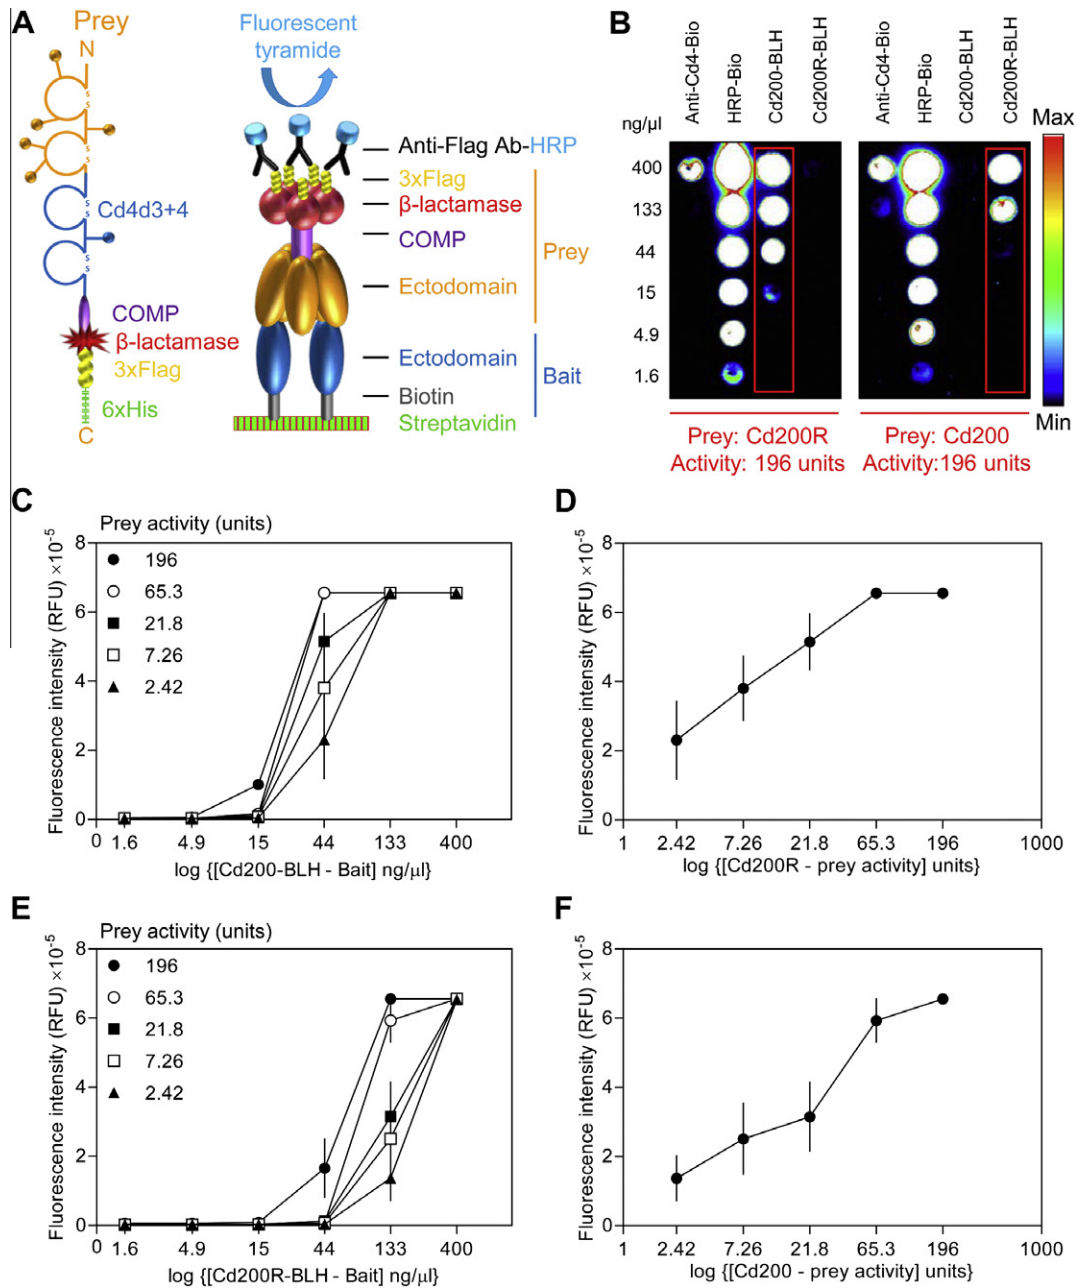 A
Prey
N
s
s
s
s
s
s
s
s
Cd4d3+4
COMP
β-lactamase
3xFlag
6xHis
C
Fluorescent
tyramide
Anti-Flag Ab-HRP
3xFlag
β-lactamase
COMP
Ectodomain
Prey
Ectodomain
Bait
Biotin
Streptavidin
B
Anti-Cd4-Bio
HRP-Bio
Cd200-BLH
Cd200R-BLH
Anti-Cd4-Bio
HRP-Bio
Cd200-BLH
Cd200R-BLH
ng/μl
400
133
44
15
4.9
1.6
Max
Min
Prey: Cd200R
Activity: 196 units
Prey: Cd200
Activity:196 units
C
Prey activity (units)
196
65.3
21.8
7.26
2.42
Fluorescence intensity (RFU) ×10-5
8
6
4
2
0
0 1.6 4.9 15 44 133 400
log {[Cd200-BLH - Bait] ng/μl}
D
Fluorescence intensity (RFU) ×10-5
8
6
4
2
0
1 2.42 7.26 21.8 65.3 196 1000
log {[Cd200R - prey activity] units}
E
Prey activity (units)
196
65.3
21.8
7.26
2.42
Fluorescence intensity (RFU) ×10-5
8
6
4
2
0
0 1.6 4.9 15 44 133 400
log {[Cd200R-BLH - Bait] ng/μl}
F
Fluorescence intensity (RFU) ×10-5
8
6
4
2
0
1 2.42 7.26 21.8 65.3 196 1000
log {[Cd200 - prey activity] units}